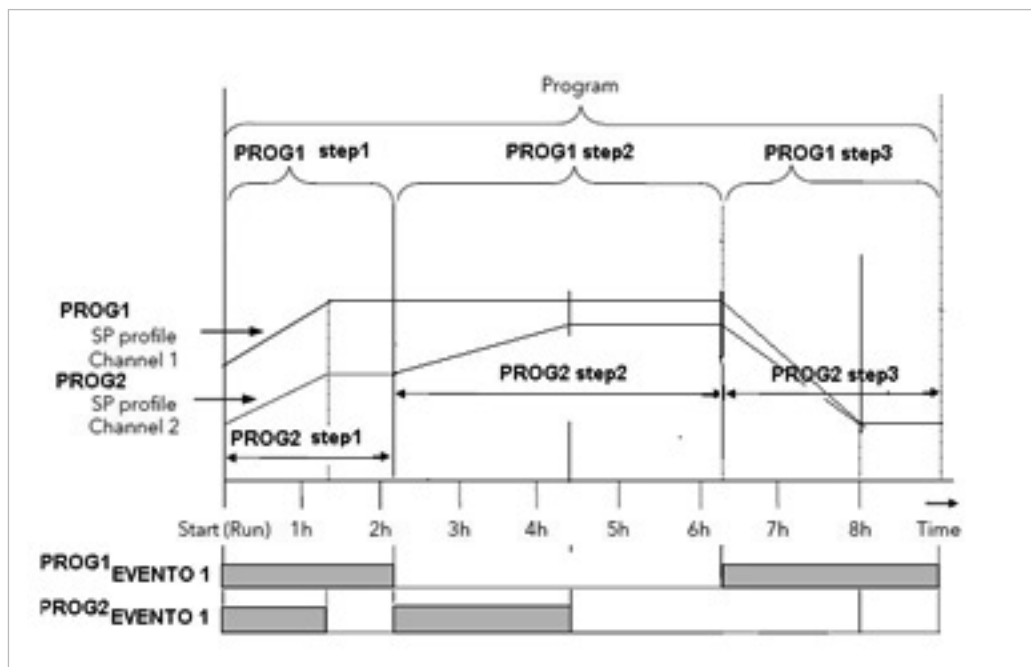 Program
PROG1 step1
PROG1 step2
PROG1 step3
PROG1
SP profile
Channel 1
PROG2
SP profile
Channel 2
PROG2 step2
PROG2 step3
PROG2 step1
Start (Run) 1h 2h 3h 4h 5h 6h 7h 8h Time
PROG1 EVENTO 1
PROG2 EVENTO 1